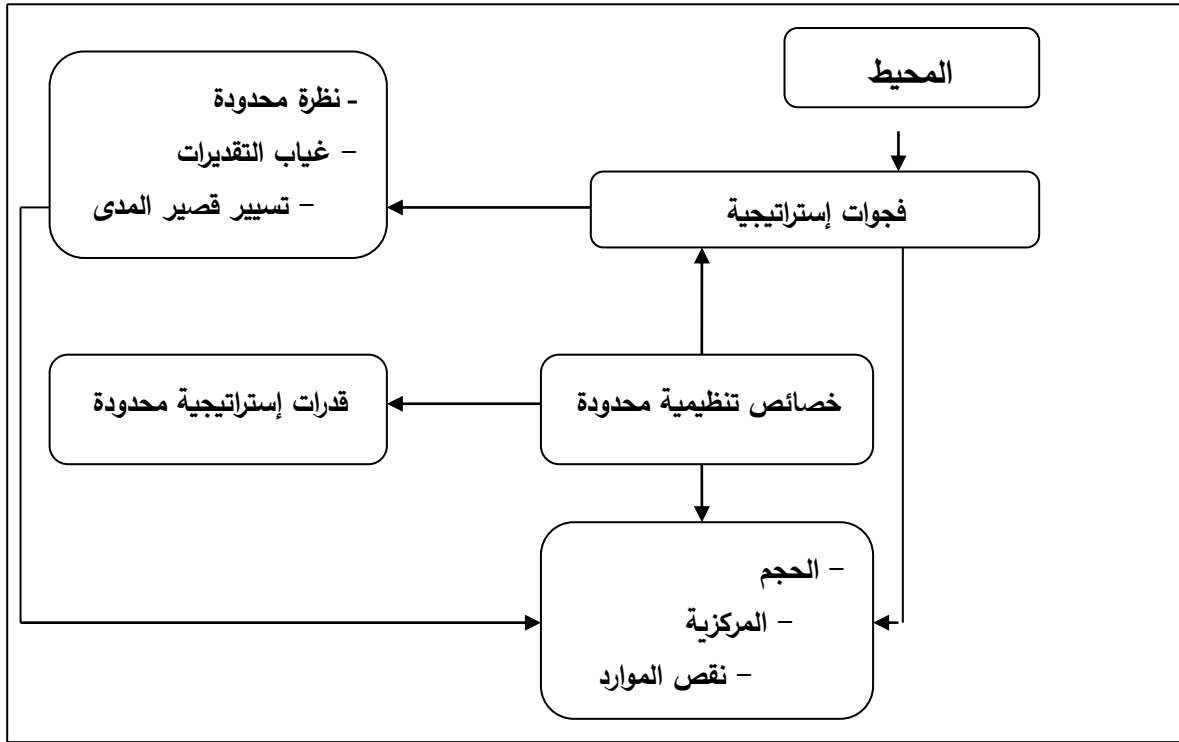 المحيط
- نظرة محدودة
– غياب التقديرات
– تسيير قصير المدى
فجوات إستراتيجية
خصائص تنظيمية محدودة
قدرات إستراتيجية محدودة
– الحجم
– المركزية
– نقص الموارد